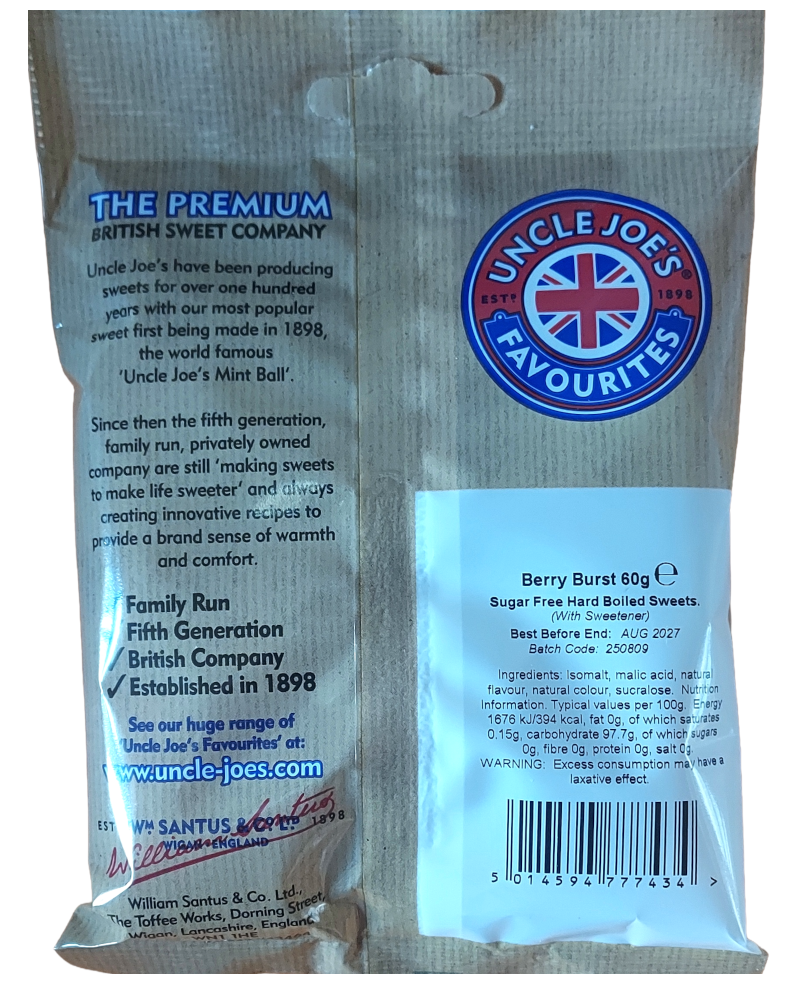 THE PREMIUM
BRITISH SWEET COMPANY
Uncle Joe's have been producing
sweets for over one hundred
years with our most popular
sweet first being made in 1898,
the world famous
'Uncle Joe's Mint Ball'.
Since then the fifth generation,
family run, privately owned
company are still 'making sweets
to make life sweeter' and always
creating innovative recipes to
provide a brand sense of warmth
and comfort.
Family Run
Fifth Generation
✓British Company
✓Established in 1898
See our huge range of
'Uncle Joe's Favourites' at:
www.uncle-joes.com
EST WM SANTUS & CO. LTD 1898
WIGAN ENGLAND
William Santus
William Santus & Co. Ltd.,
The Toffee Works, Dorning Street,
Wigan, Lancashire, England
WN1 1HE
UNCLE JOE'S®
ESTD 1898
FAVOURITES
Berry Burst 60g ℮
Sugar Free Hard Boiled Sweets.
(With Sweetener)
Best Before End: AUG 2027
Batch Code: 250809
Ingredients: Isomalt, malic acid, natural
flavour, natural colour, sucralose. Nutrition
Information. Typical values per 100g. Energy
1676 kJ/394 kcal, fat 0g, of which saturates
0.15g, carbohydrate 97.7g, of which sugars
0g, fibre 0g, protein 0g, salt 0g.
WARNING: Excess consumption may have a
laxative effect.
5 014594 777434 >